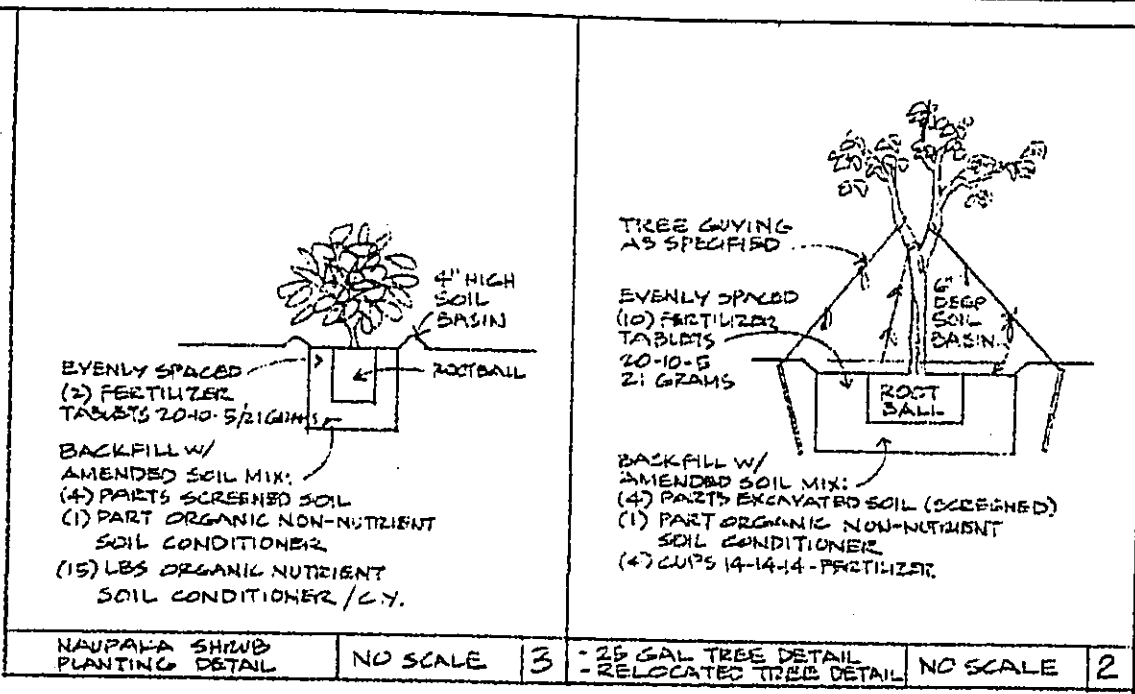 4" HIGH
SOIL
BASIN
EVENLY SPACED
(2) FERTILIZER
TABLETS 20-10-5/21 GRMS
ROOTBALL
BACKFILL W/
AMENDED SOIL MIX:
(4) PARTS SCREENED SOIL
(1) PART ORGANIC NON-NUTRIENT
SOIL CONDITIONER
(15) LBS ORGANIC NUTRIENT
SOIL CONDITIONER / C.Y.
NAUPAKA SHRUB
PLANTING DETAIL
NO SCALE
3
TREE GUYING
AS SPECIFIED
EVENLY SPACED
(10) FERTILIZER
TABLETS
20-10-5
21 GRAMS
6"
DEEP
SOIL
BASIN
ROOT
BALL
BACKFILL W/
AMENDED SOIL MIX:
(4) PARTS EXCAVATED SOIL (SCREENED)
(1) PART ORGANIC NON-NUTRIENT
SOIL CONDITIONER
(4) CUPS 14-14-14-FERTILIZER.
- 25 GAL TREE DETAIL
- RELOCATED TREE DETAIL
NO SCALE
2